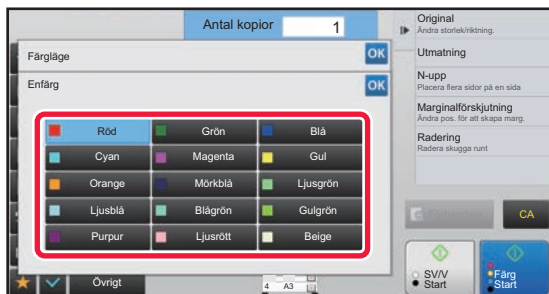 Antal kopior 1
Färgläge OK
Enfärg OK
Röd Grön Blå
Cyan Magenta Gul
Orange Mörkblå Ljusgrön
Ljusblå Blågrön Gulgrön
Purpur Ljusrött Beige
Övrigt
4 A3
Original
Ändra storlek/riktning.
Utmatning
N-upp
Placera flera sidor på en sida
Marginalförskjutning
Ändra pos. för att skapa marg.
Radering
Radera skugga runt
CA
SV/V
Start
Färg
Start